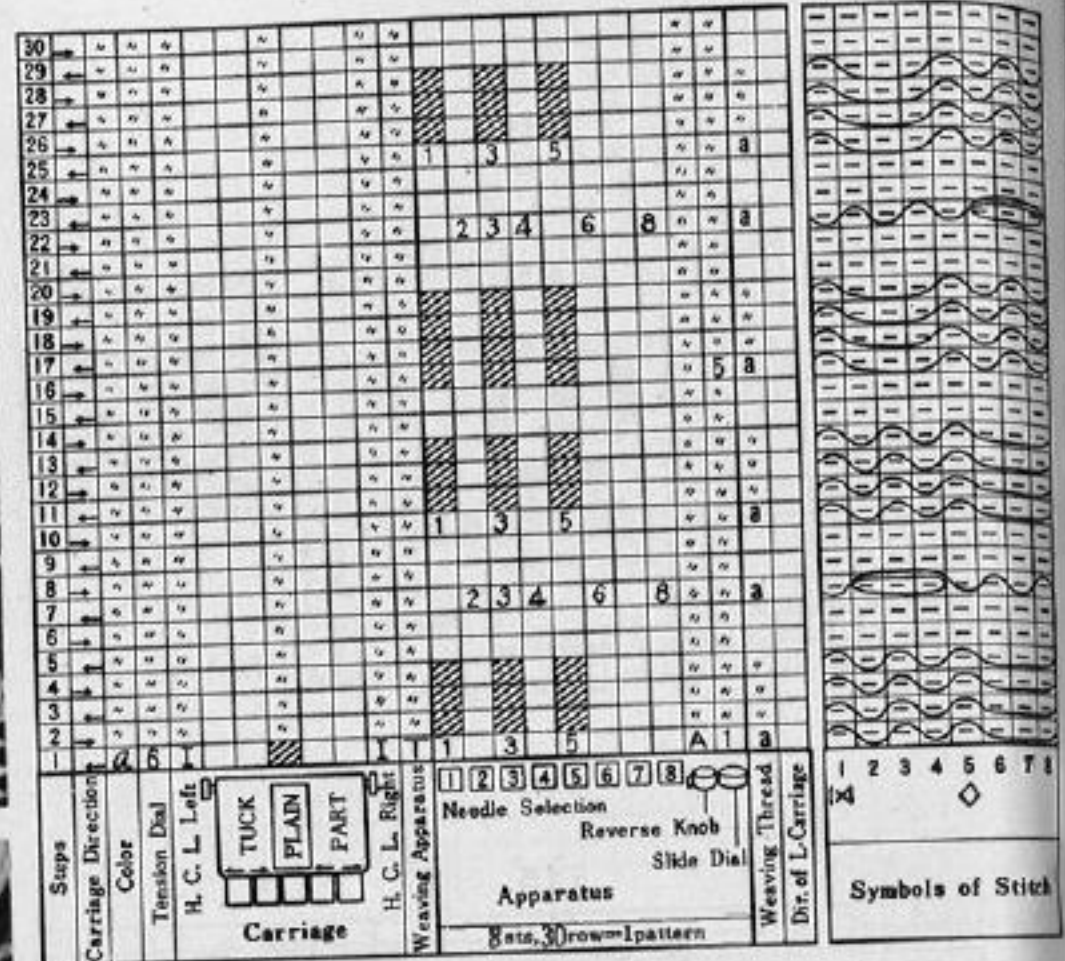 30
29
28
27
26 1 3 5 a
25
24
23 2 3 4 6 8 a
22
21
20
19
18
17 5 a
16
15
14
13
12
11 1 3 5 a
10
9
8 2 3 4 6 8 a
7
6
5
4
3
2
1 a 6 I I 1 1 3 5 A 1 a
Steps
Carriage Direction
Color
Tension Dial
H. C. L. Left
TUCK
PLAIN
PART
Carriage
H. C. L. Right
Weaving Apparatus
1 2 3 4 5 6 7 8
Needle Selection
Reverse Knob
Slide Dial
Apparatus
8sts,30row=1pattern
Weaving Thread
Dir. of L-Carriage
1 2 3 4 5 6 7 8
Symbols of Stitch